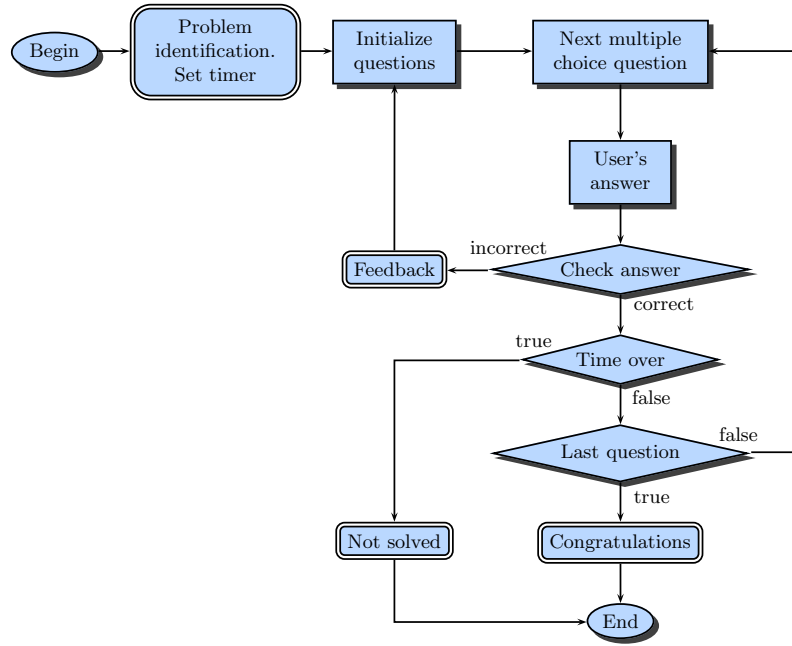 Begin
Problem
identification.
Set timer
Initialize
questions
Next multiple
choice question
User's
answer
incorrect
Feedback
Check answer
correct
true
Time over
false
Last question
false
true
Not solved
Congratulations
End